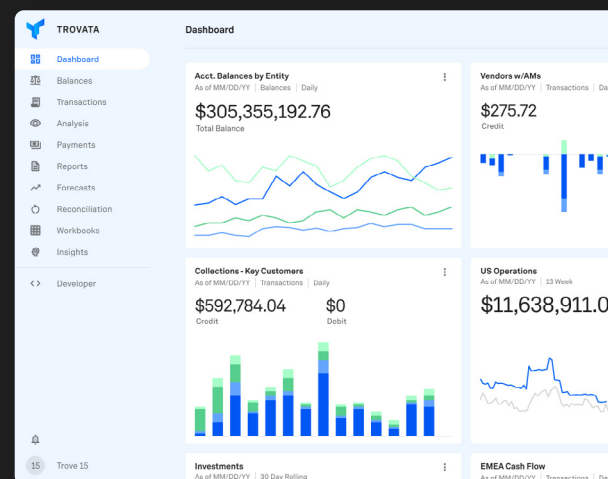 TROVATA
Dashboard
Dashboard
Balances
Transactions
Analysis
Payments
Reports
Forecasts
Reconciliation
Workbooks
Insights
Developer
15
Trove 15
Acct. Balances by Entity
As of MM/DD/YY | Balances | Daily
$305,355,192.76
Total Balance
Vendors w/AMs
As of MM/DD/YY | Transactions | Da
$275.72
Credit
Collections - Key Customers
As of MM/DD/YY | Transactions | Daily
$592,784.04 $0
Credit Debit
US Operations
As of MM/DD/YY | 13 Week
$11,638,911.0
Investments
As of MM/DD/YY | 30 Day Rolling
EMEA Cash Flow
As of MM/DD/YY | Transactions | Da